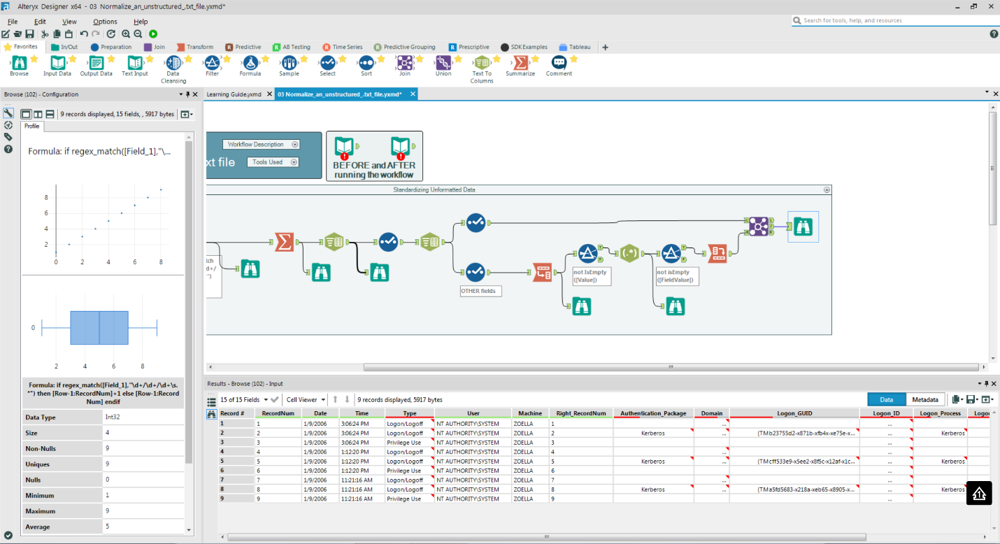 Alteryx Designer x64 - 03 Normalize_an_unstructured_.txt_file.yxmd*
File Edit View Options Help
Search for tools, help, and resources
Favorites In/Out Preparation Join Transform Predictive AB Testing Time Series Predictive Grouping Prescriptive SDK Examples Tableau
Browse Input Data Output Data Text Input Data Cleansing Filter Formula Sample Select Sort Join Union Text To Columns Summarize Comment
Browse (102) - Configuration
Learning Guide.yxmd
03 Normalize_an_unstructured_.txt_file.yxmd*
9 records displayed, 15 fields, , 5917 bytes
Profile
Formula: if regex_match([Field_1],"\...
8
6
4
2
0 2 4 6 8
0
2 4 6 8
Formula: if regex_match([Field_1],"\d+/\d+/\d+\s.
*") then [Row-1:RecordNum]+1 else [Row-1:Record
Num] endif
Data Type Int32
Size 4
Non-Nulls 9
Uniques 9
Nulls 0
Minimum 1
Maximum 9
Average 5
Workflow Description
xt file
Tools Used
BEFORE and AFTER
running the workflow
Standardizing Unformatted Data
tch
d+/
")
OTHER fields
not IsEmpty
([Value])
not isEmpty
([FieldValue])
Results - Browse (102) - Input
15 of 15 Fields Cell Viewer 9 records displayed, 5917 bytes Data Metadata
Record # RecordNum Date Time Type User Machine Right_RecordNum Authentication_Package Domain Logon_GUID Logon_ID Logon_Process Logon
1 1 1/9/2006 3:06:24 PM Logon/Logoff NT AUTHORITY\SYSTEM ZOELLA 1 ... ...
2 2 1/9/2006 3:06:24 PM Logon/Logoff NT AUTHORITY\SYSTEM ZOELLA 2 Kerberos ... {TMb23755d2-x871b-xfb4x-xe75e-x... ... Kerberos
3 3 1/9/2006 3:06:24 PM Privilege Use NT AUTHORITY\SYSTEM ZOELLA 3 ...
4 4 1/9/2006 1:12:20 PM Logon/Logoff NT AUTHORITY\SYSTEM ZOELLA 4 ... ...
5 5 1/9/2006 1:12:20 PM Logon/Logoff NT AUTHORITY\SYSTEM ZOELLA 5 Kerberos ... {TMcff533e9-x5ee2-x8f5c-x12af-x1c... ... Kerberos
6 6 1/9/2006 1:12:20 PM Privilege Use NT AUTHORITY\SYSTEM ZOELLA 6 ...
7 7 1/9/2006 11:21:16 AM Logon/Logoff NT AUTHORITY\SYSTEM ZOELLA 7 ... ...
8 8 1/9/2006 11:21:16 AM Logon/Logoff NT AUTHORITY\SYSTEM ZOELLA 8 Kerberos ... {TMa5fd5683-x218a-xeb65-x8905-x... ... Kerberos
9 9 1/9/2006 11:21:16 AM Privilege Use NT AUTHORITY\SYSTEM ZOELLA 9 ...